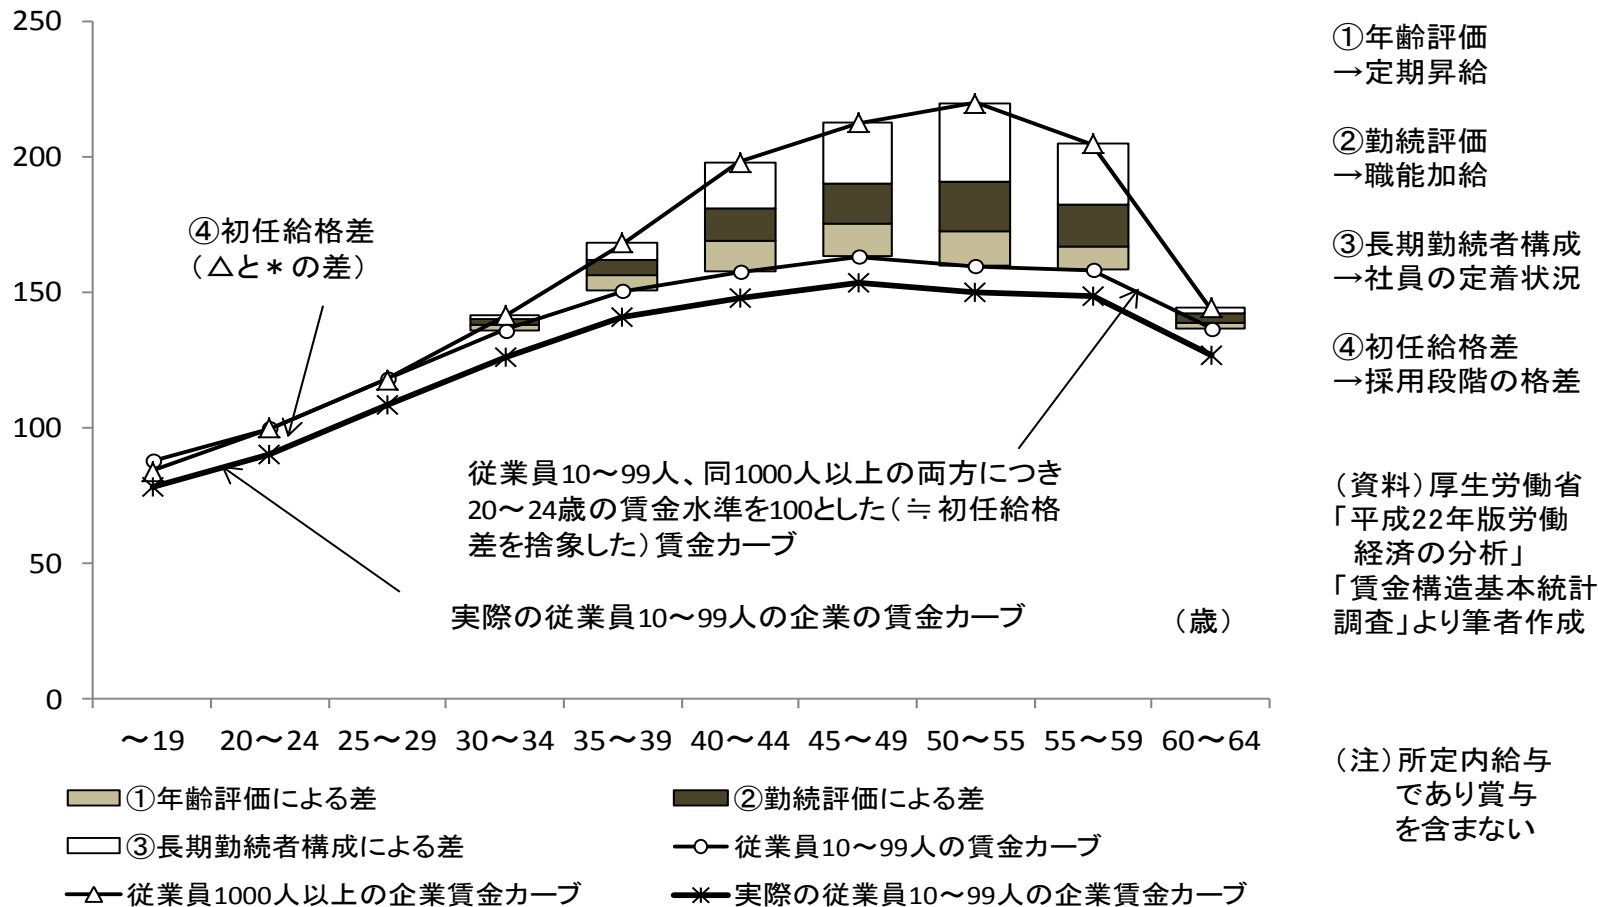 250
200
150
100
50
0
④初任給格差
（△と＊の差）
従業員10～99人、同1000人以上の両方につき
20～24歳の賃金水準を100とした（≒初任給格
差を捨象した）賃金カーブ
実際の従業員10～99人の企業の賃金カーブ
（歳）
～19 20～24 25～29 30～34 35～39 40～44 45～49 50～55 55～59 60～64
①年齢評価による差 ②勤続評価による差
③長期勤続者構成による差 従業員10～99人の賃金カーブ
従業員1000人以上の企業賃金カーブ 実際の従業員10～99人の企業賃金カーブ
①年齢評価
→定期昇給
②勤続評価
→職能加給
③長期勤続者構成
→社員の定着状況
④初任給格差
→採用段階の格差
（資料）厚生労働省
「平成22年版労働
経済の分析」
「賃金構造基本統計
調査」より筆者作成
（注）所定内給与
であり賞与
を含まない